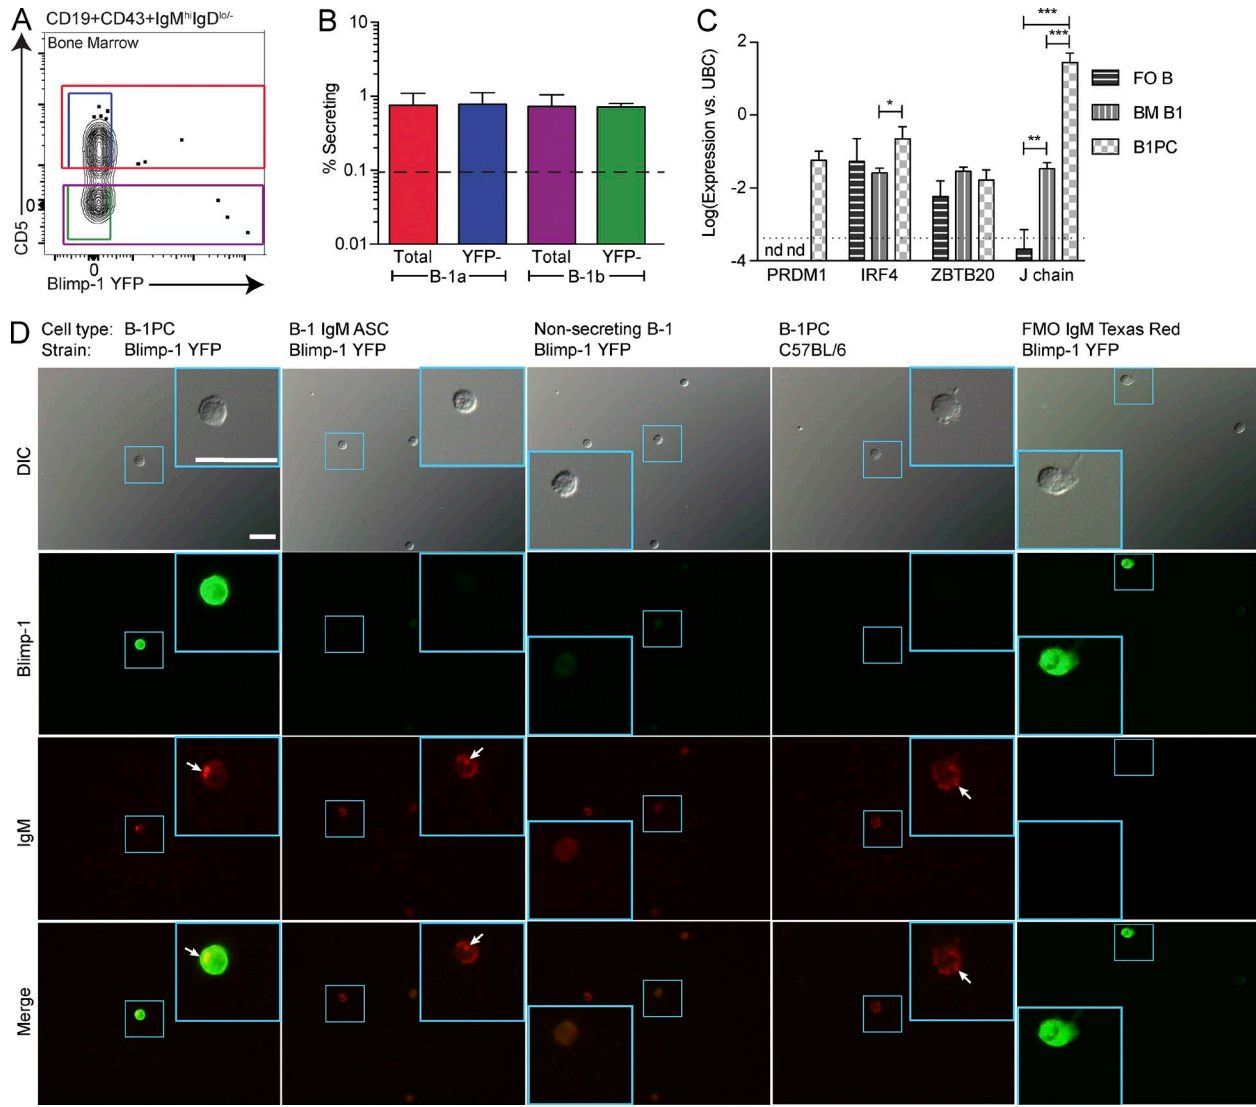 A
CD19+CD43+IgMhiIgDlo/-
Bone Marrow
CD5
0
0
Blimp-1 YFP
B
% Secreting
10
1
0.1
0.01
Total YFP- Total YFP-
B-1a B-1b
C
Log(Expression vs. UBC)
2
0
-2
-4
***
***
*
**
nd nd
PRDM1 IRF4 ZBTB20 J chain
FO B
BM B1
B1PC
D
Cell type: B-1PC B-1 IgM ASC Non-secreting B-1 B-1PC FMO IgM Texas Red
Strain: Blimp-1 YFP Blimp-1 YFP Blimp-1 YFP C57BL/6 Blimp-1 YFP
DIC
Blimp-1
IgM
Merge